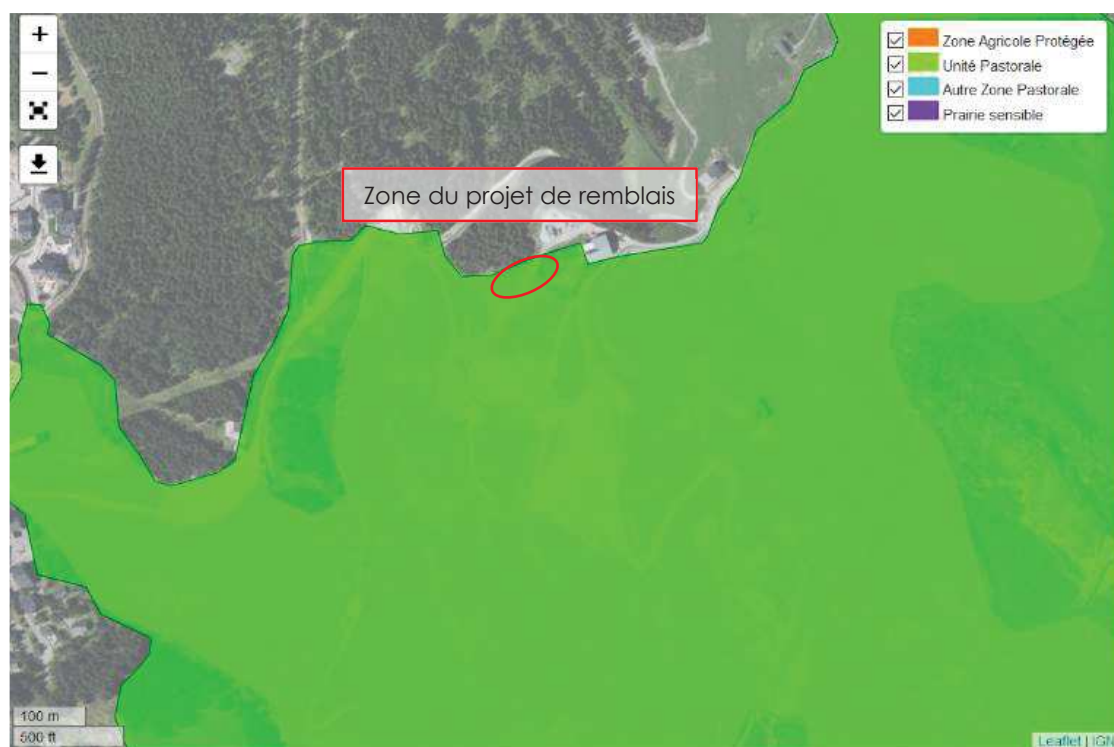 +
−
Zone Agricole Protégée
Unité Pastorale
Autre Zone Pastorale
Prairie sensible
Zone du projet de remblais
100 m
500 ft
Leaflet | IGN